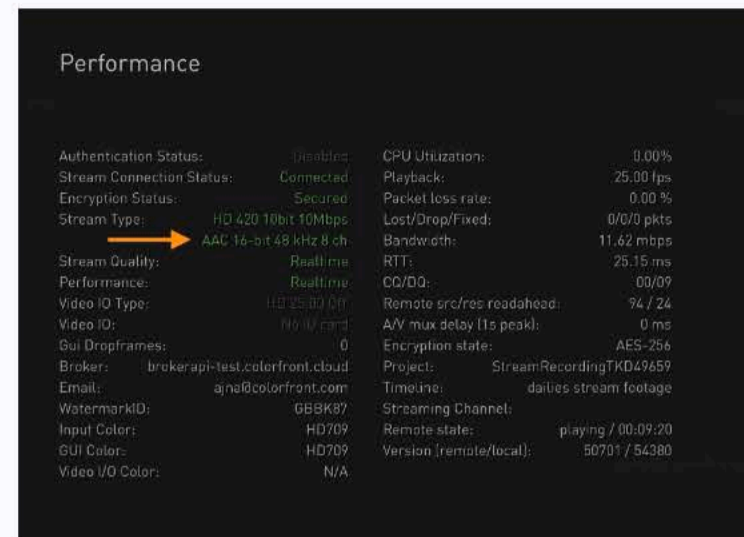 Performance
Authentication Status: Disabled
Stream Connection Status: Connected
Encryption Status: Secured
Stream Type: HD 420 10bit 10Mbps
AAC 16-bit 48 kHz 8 ch
Stream Quality: Realtime
Performance: Realtime
Video IO Type: HD 25.00 Off
Video IO: No IO card
Gui Dropframes: 0
Broker: brokerapi-test.colorfront.cloud
Email: ajna@colorfront.com
WatermarkID: GBBK87
Input Color: HD709
GUI Color: HD709
Video I/O Color: N/A
CPU Utilization: 0.00%
Playback: 25.00 fps
Packet loss rate: 0.00 %
Lost/Drop/Fixed: 0/0/0 pkts
Bandwidth: 11.62 mbps
RTT: 25.15 ms
CQ/DQ: 00/09
Remote src/res readahead: 94 / 24
A/V mux delay (1s peak): 0 ms
Encryption state: AES-256
Project: StreamRecordingTKD49659
Timeline: dailies stream footage
Streaming Channel:
Remote state: playing / 00:09:20
Version (remote/local): 50701 / 54380